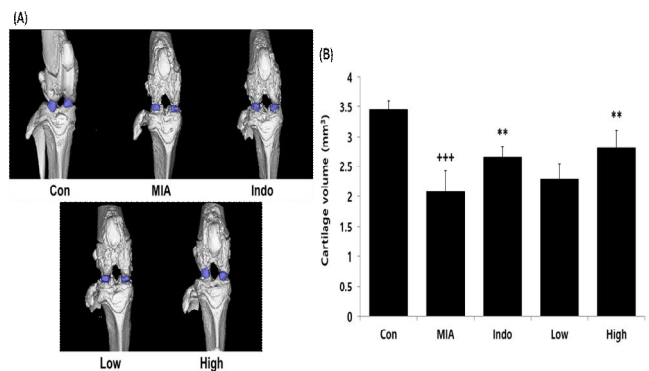 (A)
Con MIA Indo
Low High
(B)
Cartilage volume (mm³)
4
3.5
3
2.5
2
1.5
1
0.5
0
+++
**
**
Con MIA Indo Low High